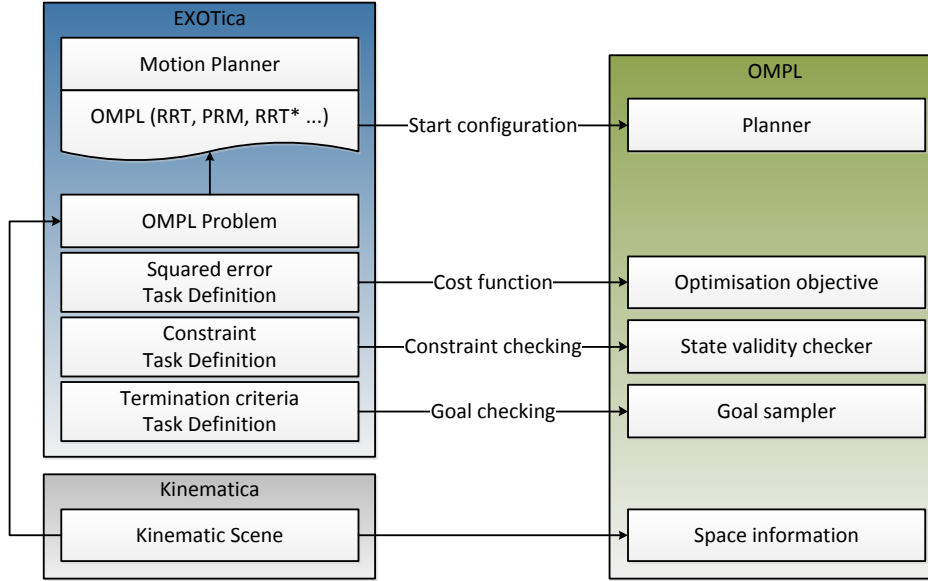 EXOTica
Motion Planner
OMPL (RRT, PRM, RRT* ...)
OMPL Problem
Squared error
Task Definition
Constraint
Task Definition
Termination criteria
Task Definition
Kinematica
Kinematic Scene
Start configuration
Cost function
Constraint checking
Goal checking
OMPL
Planner
Optimisation objective
State validity checker
Goal sampler
Space information